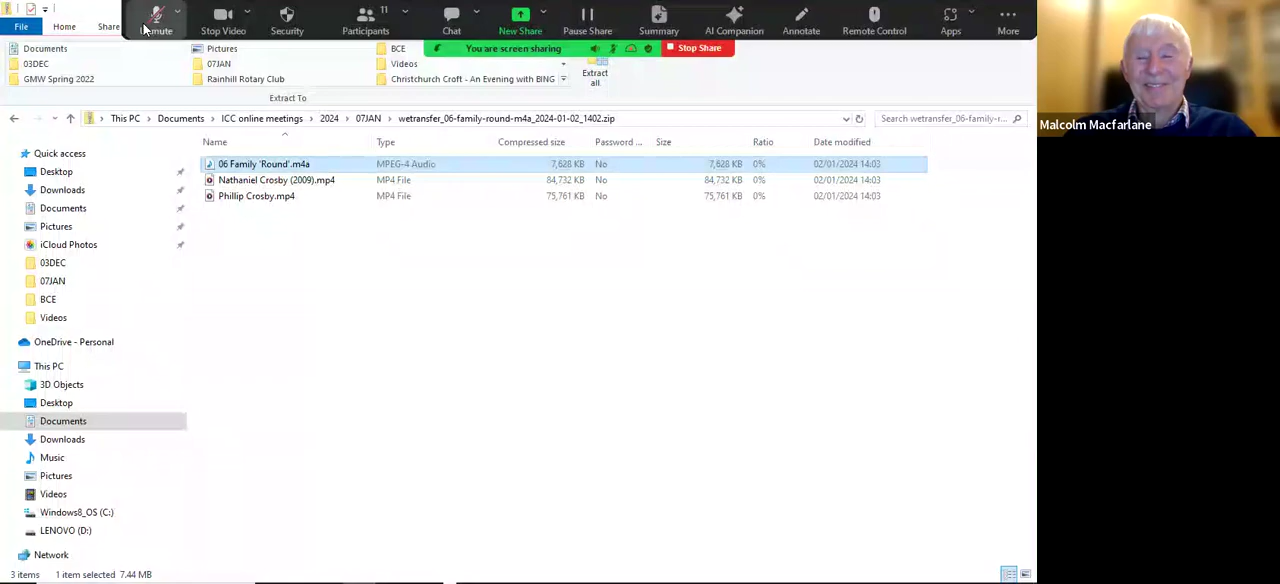 File Home Share
Unmute Stop Video Security Participants 11 Chat New Share Pause Share Summary AI Companion Annotate Remote Control Apps More
You are screen sharing Stop Share
Documents Pictures BCE
03DEC 07JAN Videos
GMW Spring 2022 Rainhill Rotary Club Christchurch Croft - An Evening with BING
Extract
all
Extract To
This PC > Documents > ICC online meetings > 2024 > 07JAN > wetransfer_06-family-round-m4a_2024-01-02_1402.zip
Search wetransfer_06-family-r...
Name Type Compressed size Password ... Size Ratio Date modified
06 Family 'Round'.m4a MPEG-4 Audio 7,628 KB No 7,628 KB 0% 02/01/2024 14:03
Nathaniel Crosby (2009).mp4 MP4 File 84,732 KB No 84,732 KB 0% 02/01/2024 14:03
Phillip Crosby.mp4 MP4 File 75,761 KB No 75,761 KB 0% 02/01/2024 14:03
Quick access
Desktop
Downloads
Documents
Pictures
iCloud Photos
03DEC
07JAN
BCE
Videos
OneDrive - Personal
This PC
3D Objects
Desktop
Documents
Downloads
Music
Pictures
Videos
Windows8_OS (C:)
LENOVO (D:)
Network
3 items 1 item selected 7.44 MB
Malcolm Macfarlane